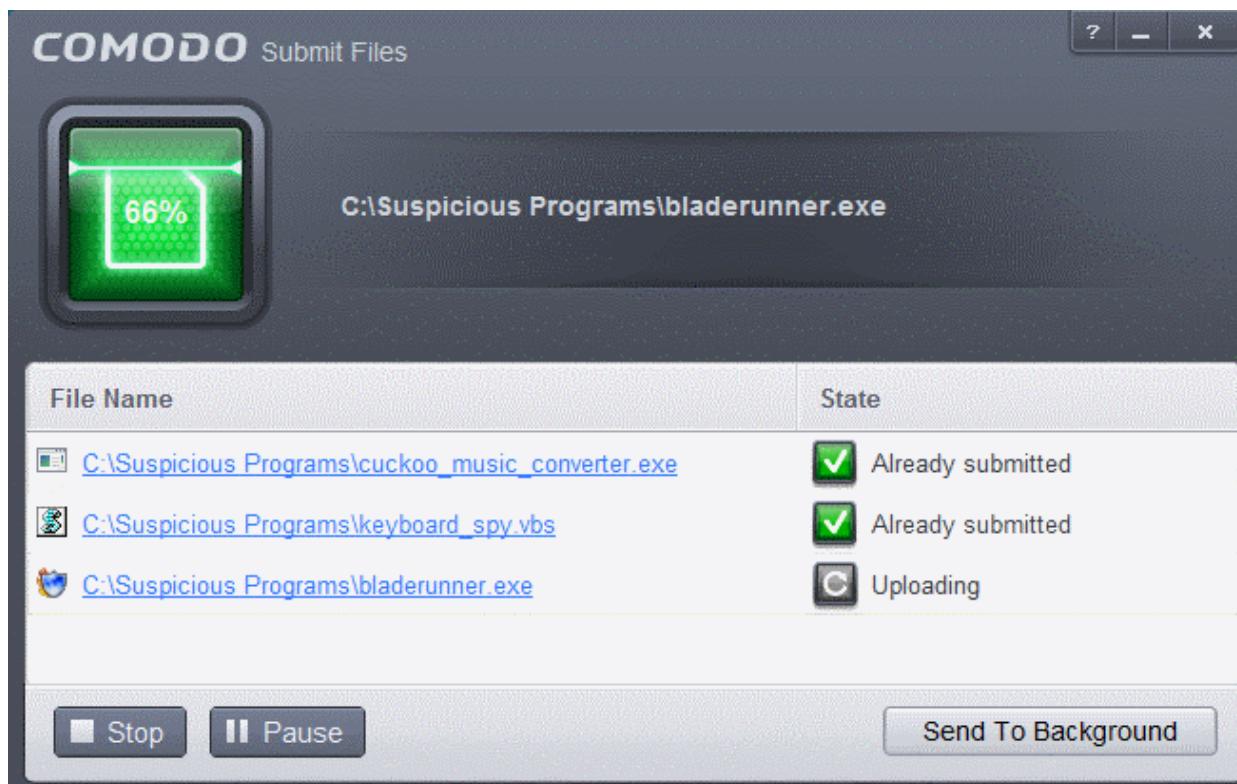 COMODO Submit Files
? _ x
66%
C:\Suspicious Programs\bladerunner.exe
File Name State
C:\Suspicious Programs\cuckoo_music_converter.exe Already submitted
C:\Suspicious Programs\keyboard_spy.vbs Already submitted
C:\Suspicious Programs\bladerunner.exe Uploading
Stop Pause Send To Background